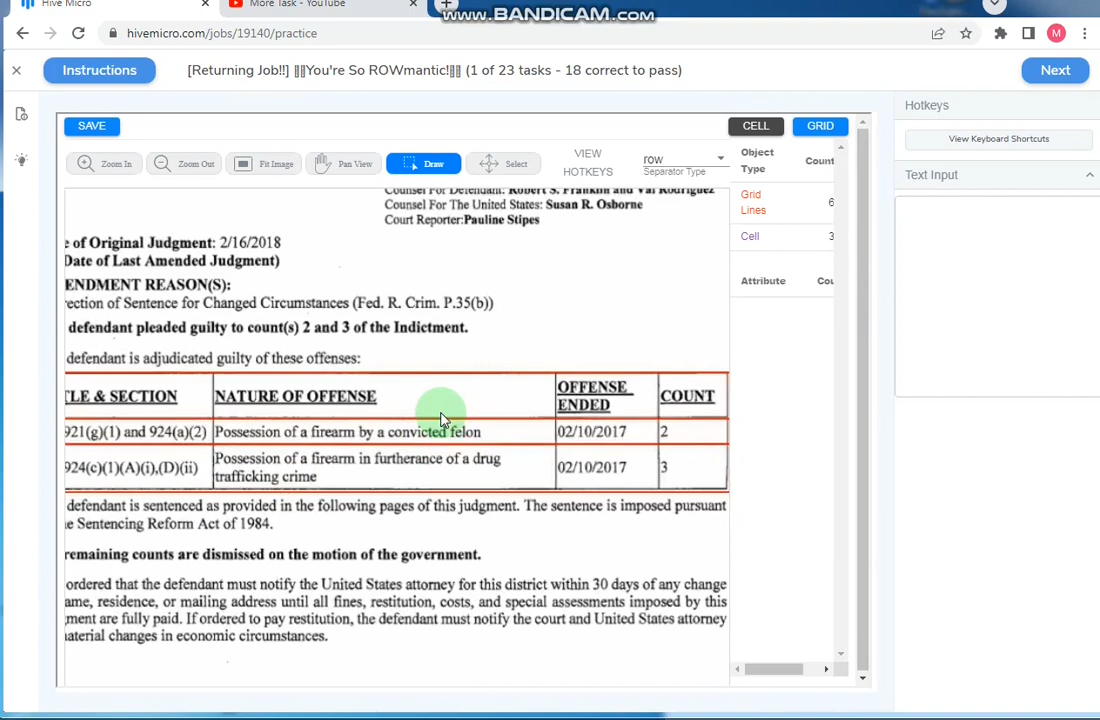 Hive Micro × More Task - YouTube ×
www.BANDICAM.com
hivemicro.com/jobs/19140/practice M
Instructions [Returning Job!!] You're So ROWmantic! (1 of 23 tasks - 18 correct to pass) Next
SAVE CELL GRID
Zoom In Zoom Out Fit Image Pan View Draw Select VIEW HOTKEYS row Separator Type
Counsel For Defendant: Robert S. Franklin and Val Rodriguez
Counsel For The United States: Susan R. Osborne
Court Reporter:Pauline Stipes
e of Original Judgment: 2/16/2018
Date of Last Amended Judgment)
ENDMENT REASON(S):
rection of Sentence for Changed Circumstances (Fed. R. Crim. P.35(b))
defendant pleaded guilty to count(s) 2 and 3 of the Indictment.
defendant is adjudicated guilty of these offenses:
LE & SECTION NATURE OF OFFENSE OFFENSE ENDED COUNT
921(g)(1) and 924(a)(2) Possession of a firearm by a convicted felon 02/10/2017 2
924(c)(1)(A)(i),(D)(ii) Possession of a firearm in furtherance of a drug trafficking crime 02/10/2017 3
defendant is sentenced as provided in the following pages of this judgment. The sentence is imposed pursuant
e Sentencing Reform Act of 1984.
remaining counts are dismissed on the motion of the government.
ordered that the defendant must notify the United States attorney for this district within 30 days of any change
ame, residence, or mailing address until all fines, restitution, costs, and special assessments imposed by this
gment are fully paid. If ordered to pay restitution, the defendant must notify the court and United States attorney
naterial changes in economic circumstances.
Object Type Count
Grid Lines 6
Cell 3
Attribute Cou
Hotkeys
View Keyboard Shortcuts
Text Input